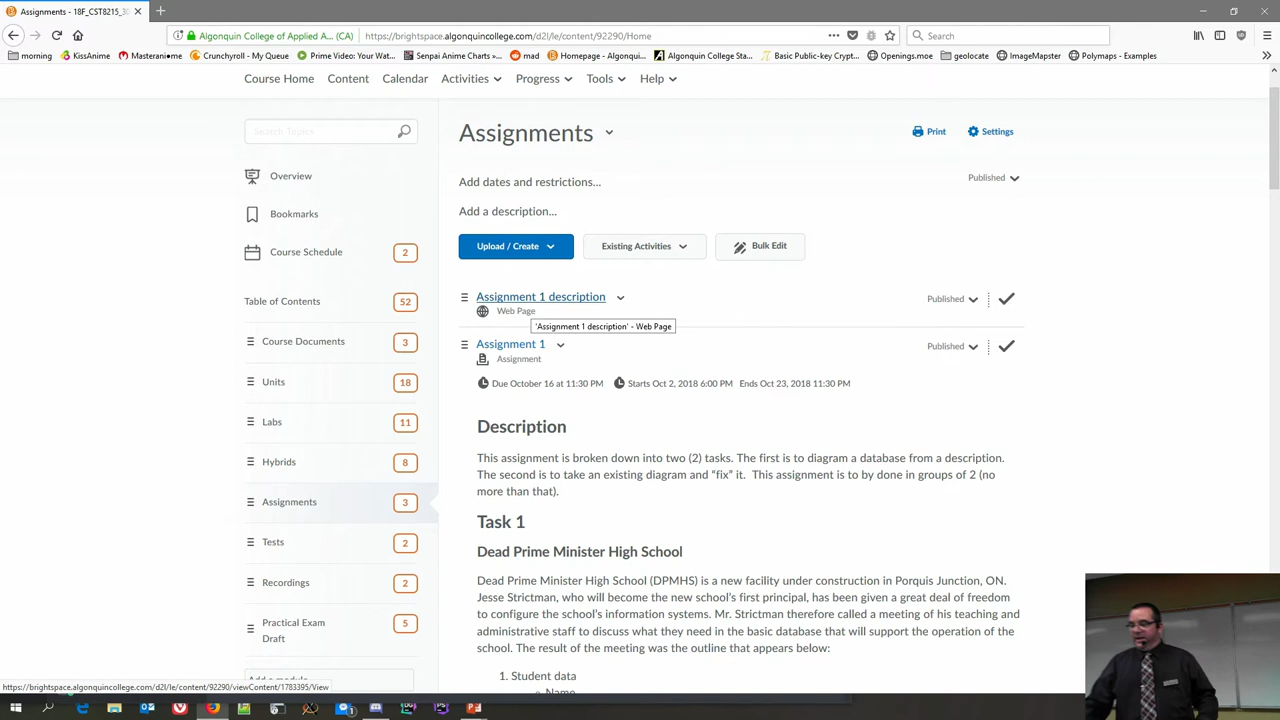 Assignments - 18F_CST8215_30
Algonquin College of Applied A... (CA)
https://brightspace.algonquincollege.com/d2l/le/content/92290/Home
Search
morning
KissAnime
Masterani●me
Crunchyroll - My Queue
Prime Video: Your Wat...
Senpai Anime Charts »...
mad
Homepage - Algonqui...
Algonquin College Sta...
Basic Public-key Crypt...
Openings.moe
geolocate
ImageMapster
Polymaps - Examples
Course Home
Content
Calendar
Activities
Progress
Tools
Help
Search Topics
Overview
Bookmarks
Course Schedule
2
Table of Contents
52
Course Documents
3
Units
18
Labs
11
Hybrids
8
Assignments
3
Tests
2
Recordings
2
Practical Exam
Draft
5
Assignments
Print
Settings
Add dates and restrictions...
Published
Add a description...
Upload / Create
Existing Activities
Bulk Edit
Assignment 1 description
Web Page
Published
'Assignment 1 description' - Web Page
Assignment 1
Assignment
Published
Due October 16 at 11:30 PM
Starts Oct 2, 2018 6:00 PM
Ends Oct 23, 2018 11:30 PM
Description
This assignment is broken down into two (2) tasks. The first is to diagram a database from a description.
The second is to take an existing diagram and “fix” it. This assignment is to by done in groups of 2 (no
more than that).
Task 1
Dead Prime Minister High School
Dead Prime Minister High School (DPMHS) is a new facility under construction in Porquis Junction, ON.
Jesse Strictman, who will become the new school's first principal, has been given a great deal of freedom
to configure the school's information systems. Mr. Strictman therefore called a meeting of his teaching and
administrative staff to discuss what they need in the basic database that will support the operation of the
school. The result of the meeting was the outline that appears below:
1. Student data
Name
https://brightspace.algonquincollege.com/d2l/le/content/92290/viewContent/1783395/View